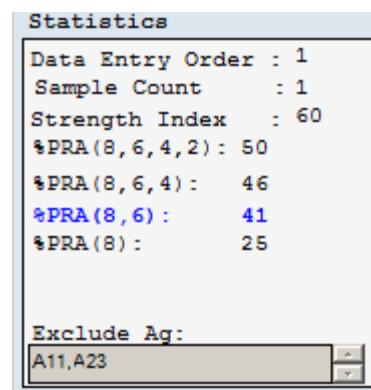 Statistics
Data Entry Order : 1
Sample Count : 1
Strength Index : 60
%PRA(8,6,4,2): 50
%PRA(8,6,4): 46
%PRA(8,6): 41
%PRA(8): 25
Exclude Ag:
A11,A23